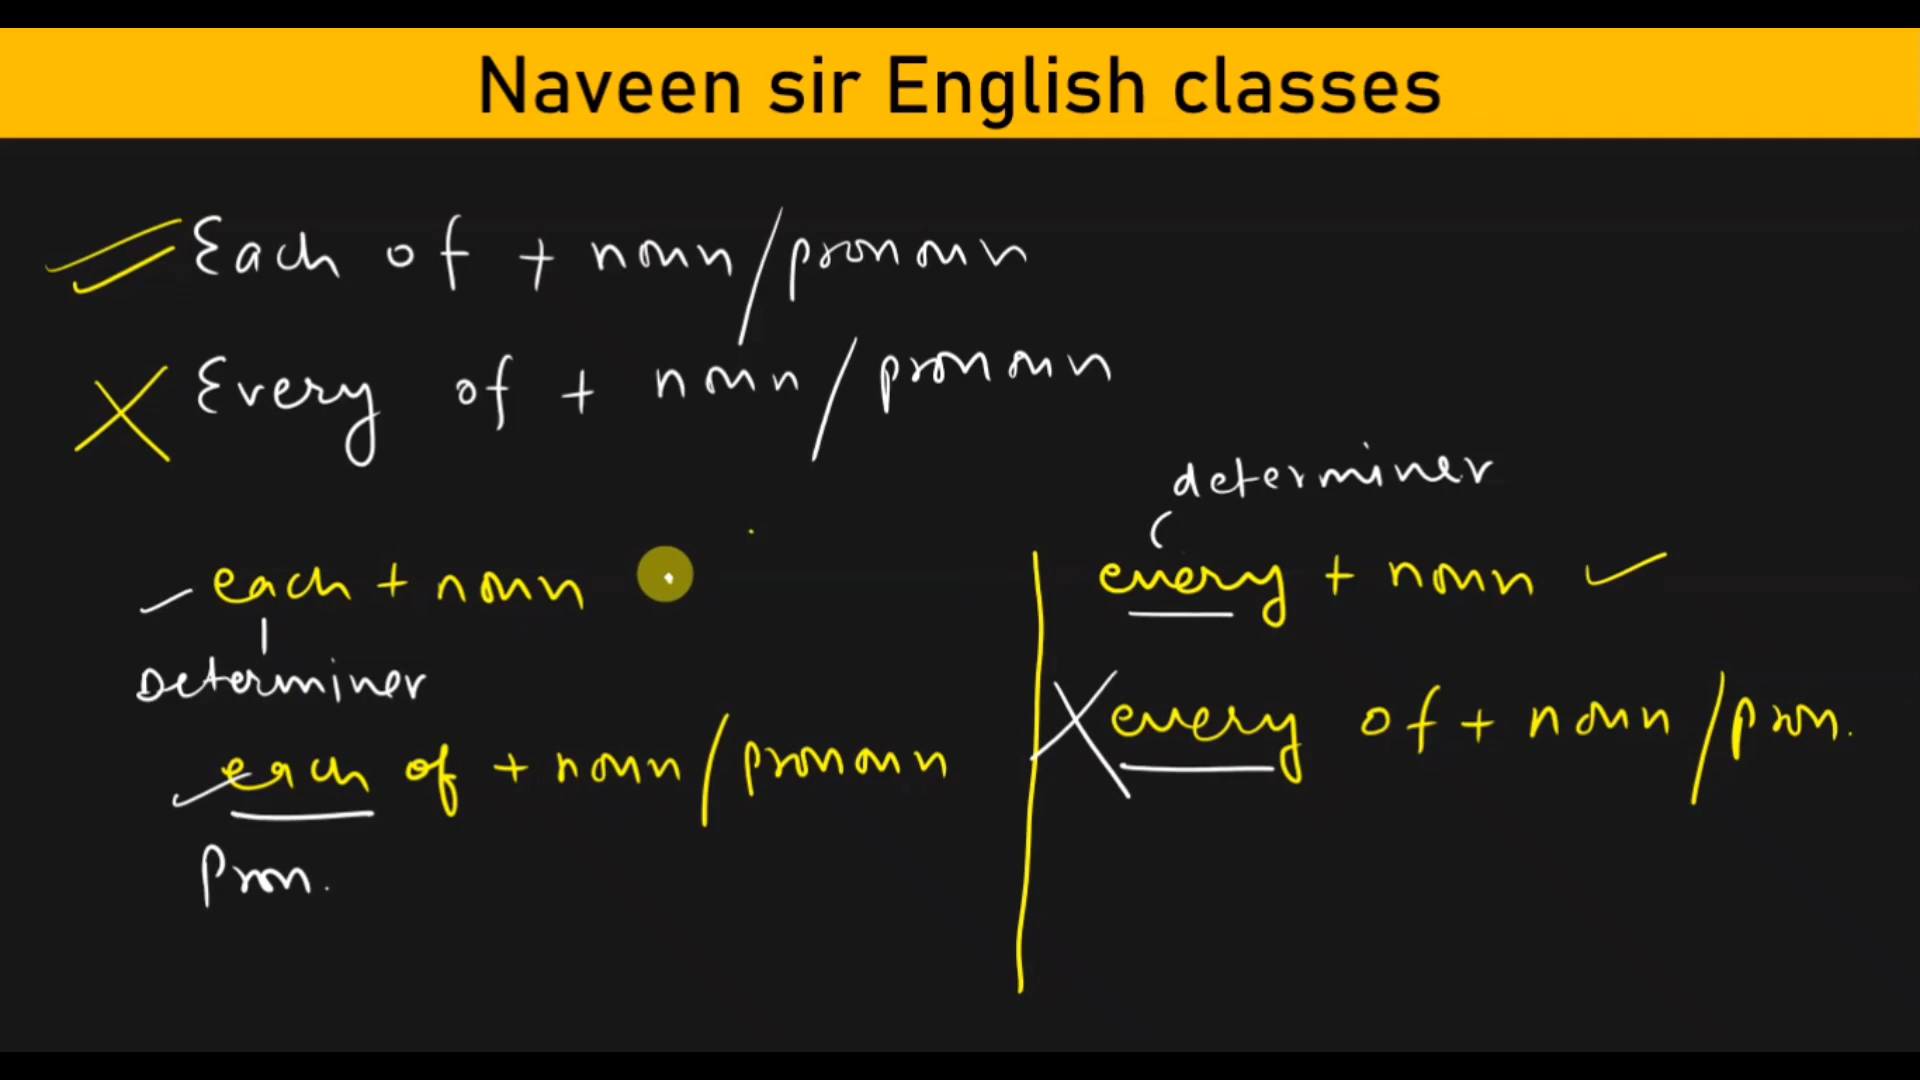 Naveen sir English classes
Each of + noun/pronoun
Every of + noun/pronoun
determiner
each + noun
every + noun
Determiner
every of + noun/pron.
each of + noun/pronoun
Pron.